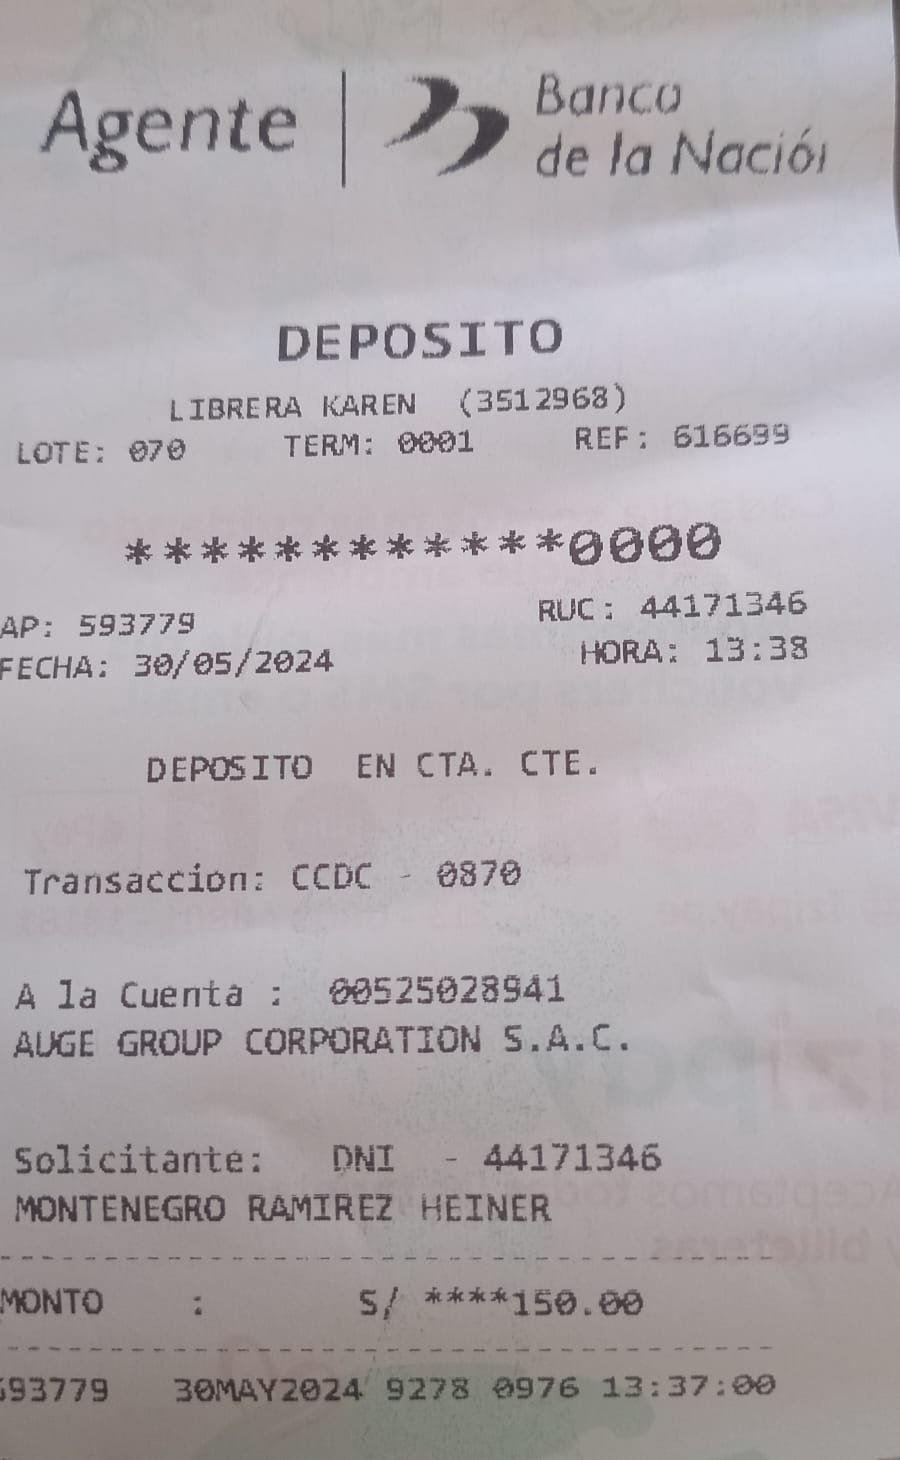 Agente | Banco
de la Nación
DEPOSITO
LIBRERA KAREN (3512968)
LOTE: 070 TERM: 0001 REF: 616699
************0000
AP: 593779 RUC: 44171346
FECHA: 30/05/2024 HORA: 13:38
DEPOSITO EN CTA. CTE.
Transaccion: CCDC - 0870
A la Cuenta : 00525028941
AUGE GROUP CORPORATION S.A.C.
Solicitante: DNI - 44171346
MONTENEGRO RAMIREZ HEINER
MONTO : S/ ****150.00
593779 30MAY2024 9278 0976 13:37:00